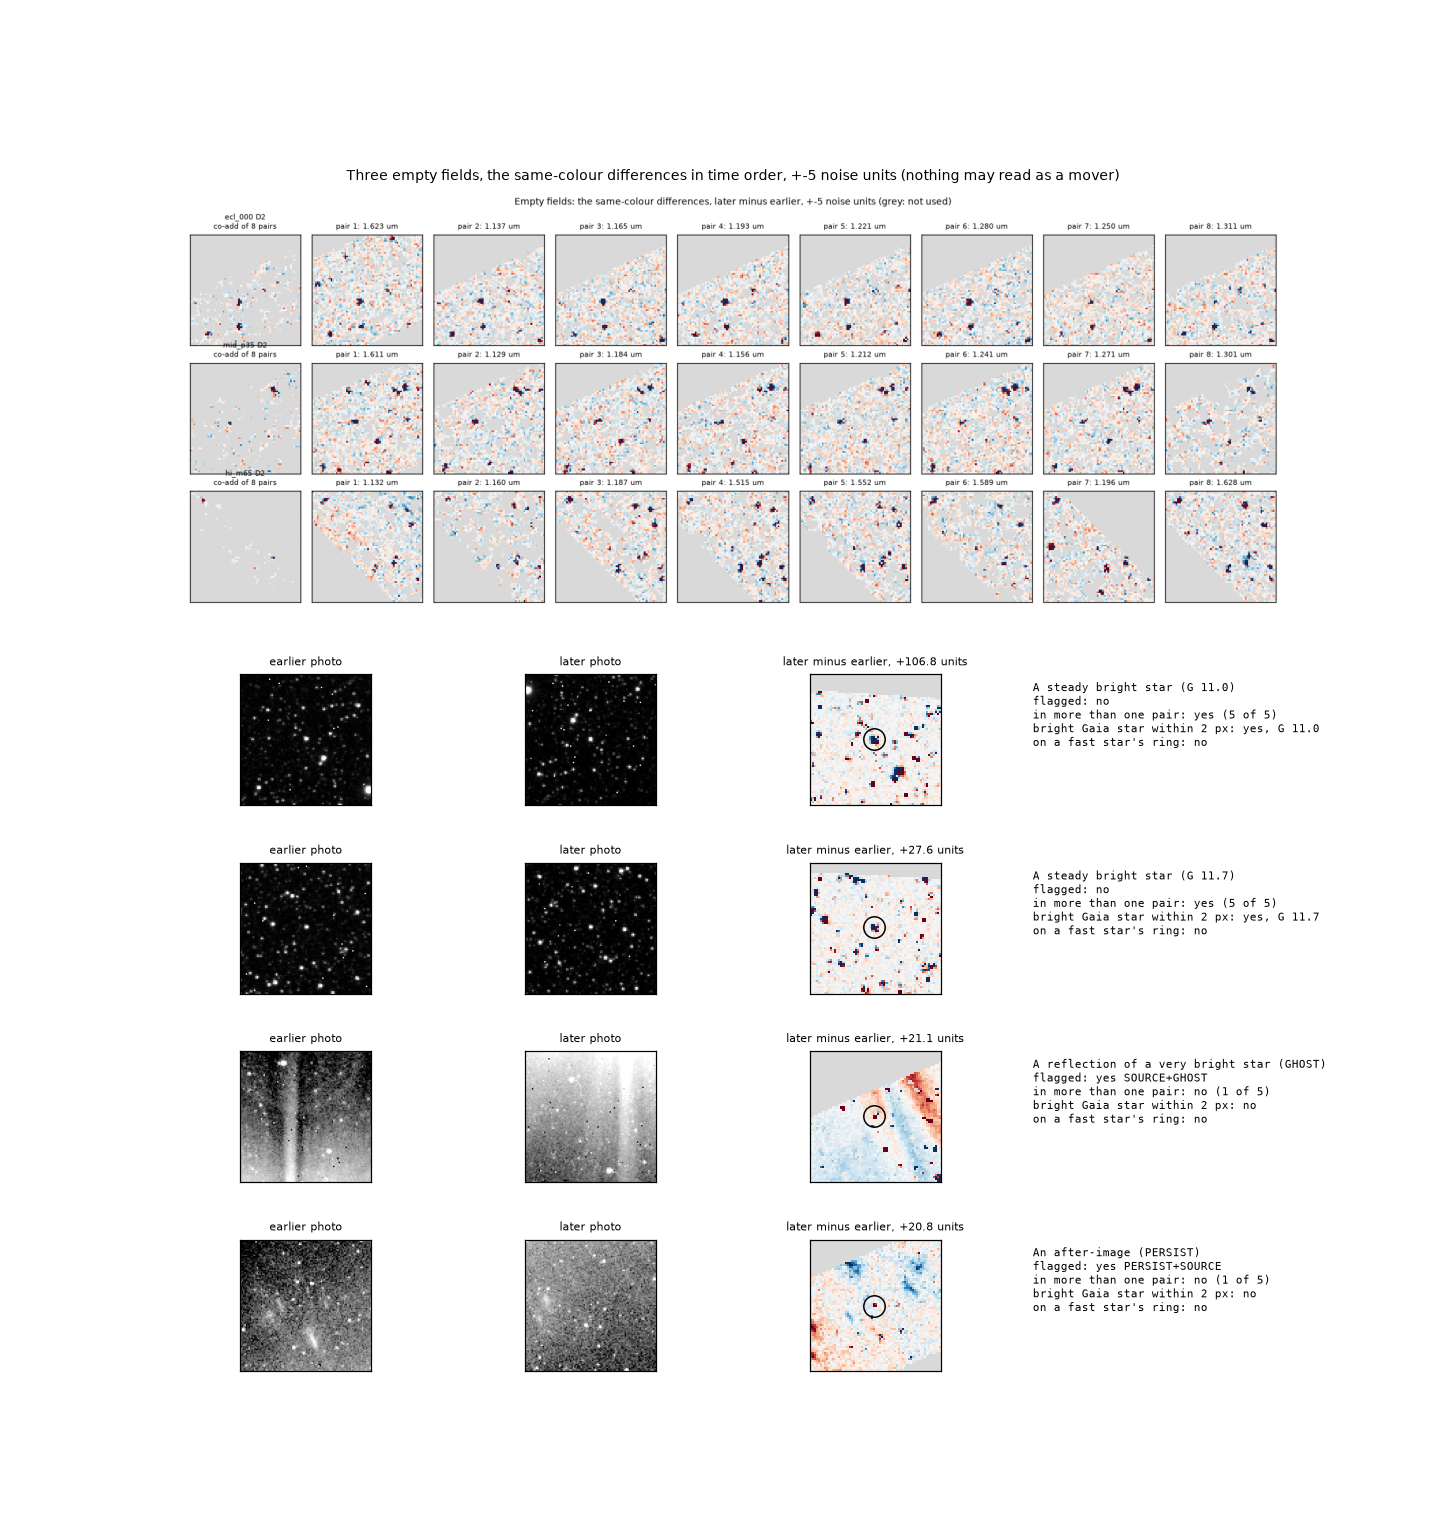 Three empty fields, the same-colour differences in time order, +-5 noise units (nothing may read as a mover)
Empty fields: the same-colour differences, later minus earlier, +-5 noise units (grey: not used)
ecl_000 D2
co-add of 8 pairs
pair 1: 1.623 um
pair 2: 1.137 um
pair 3: 1.165 um
pair 4: 1.193 um
pair 5: 1.221 um
pair 6: 1.280 um
pair 7: 1.250 um
pair 8: 1.311 um
mid_p35 D2
co-add of 8 pairs
pair 1: 1.611 um
pair 2: 1.129 um
pair 3: 1.184 um
pair 4: 1.156 um
pair 5: 1.212 um
pair 6: 1.241 um
pair 7: 1.271 um
pair 8: 1.301 um
hi_m65 D2
co-add of 8 pairs
pair 1: 1.132 um
pair 2: 1.160 um
pair 3: 1.187 um
pair 4: 1.515 um
pair 5: 1.552 um
pair 6: 1.589 um
pair 7: 1.196 um
pair 8: 1.628 um
earlier photo
later photo
later minus earlier, +106.8 units
A steady bright star (G 11.0)
flagged: no
in more than one pair: yes (5 of 5)
bright Gaia star within 2 px: yes, G 11.0
on a fast star's ring: no
earlier photo
later photo
later minus earlier, +27.6 units
A steady bright star (G 11.7)
flagged: no
in more than one pair: yes (5 of 5)
bright Gaia star within 2 px: yes, G 11.7
on a fast star's ring: no
earlier photo
later photo
later minus earlier, +21.1 units
A reflection of a very bright star (GHOST)
flagged: yes SOURCE+GHOST
in more than one pair: no (1 of 5)
bright Gaia star within 2 px: no
on a fast star's ring: no
earlier photo
later photo
later minus earlier, +20.8 units
An after-image (PERSIST)
flagged: yes PERSIST+SOURCE
in more than one pair: no (1 of 5)
bright Gaia star within 2 px: no
on a fast star's ring: no